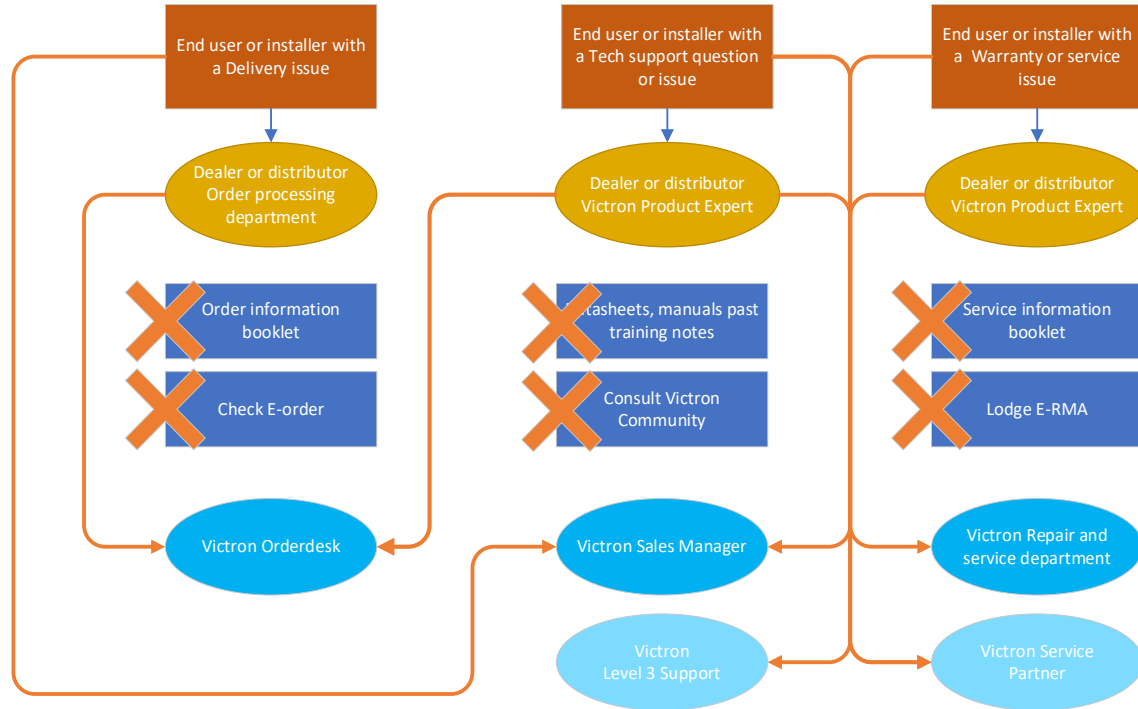 End user or installer with
a Delivery issue
End user or installer with
a Tech support question
or issue
End user or installer with
a  Warranty or service
issue
Dealer or distributor
Order processing
department
Dealer or distributor
Victron Product Expert
Dealer or distributor
Victron Product Expert
Order information
booklet
manuals past
training notes
Service information
booklet
Check E-order
Consult Victron
Community
Lodge E-RMA
Victron Orderdesk
Victron Sales Manager
Victron Repair and
service department
Victron
Level 3 Support
Victron Service
Partner